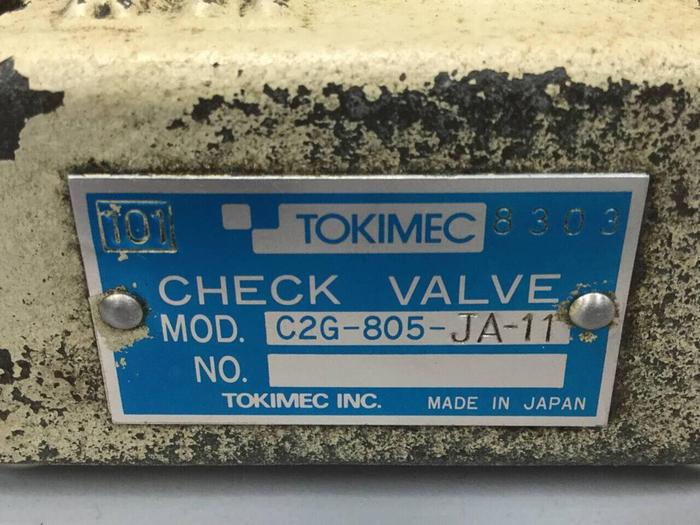 101 TOKIMEC 8303
CHECK VALVE
MOD. C2G-805-JA-11
NO.
TOKIMEC INC. MADE IN JAPAN